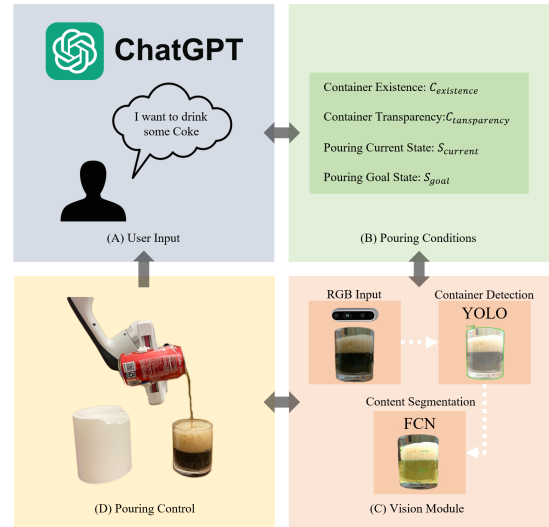 ChatGPT
I want to drink
some Coke
(A) User Input
Container Existence: C_existence
Container Transparency:C_tansparency
Pouring Current State: S_current
Pouring Goal State: S_goal
(B) Pouring Conditions
RGB Input
Container Detection
YOLO
Content Segmentation
FCN
(C) Vision Module
(D) Pouring Control